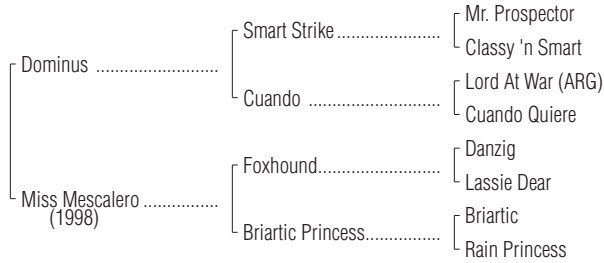 Mr. Prospector
Smart Strike ..................
Classy 'n Smart
Dominus .........................
Lord At War (ARG)
Cuando .........................
Cuando Quiere
Danzig
Foxhound.......................
Lassie Dear
Miss Mescalero ...............
(1998)
Briartic
Briartic Princess...............
Rain Princess